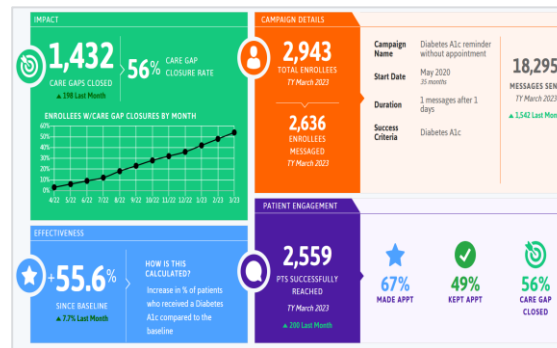 IMPACT
1,432
CARE GAPS CLOSED
▲ 198 Last Month
56%
CARE GAP
CLOSURE RATE
ENROLLEES W/CARE GAP CLOSURES BY MONTH
60%
50%
40%
30%
20%
10%
0%
4/22 5/22 6/22 7/22 8/22 9/22 10/22 11/22 12/22 1/23 2/23 3/23
CAMPAIGN DETAILS
2,943
TOTAL ENROLLEES
TY March 2023
2,636
ENROLLEES
MESSAGED
TY March 2023
Campaign Name
Diabetes A1c reminder
without appointment
Start Date
May 2020
35 months
Duration
1 messages after 1
days
Success Criteria
Diabetes A1c
18,295
MESSAGES SEN
TY March 2023
▲ 1,542 Last Mon
EFFECTIVENESS
+55.6%
SINCE BASELINE
▲ 7.7% Last Month
HOW IS THIS
CALCULATED?
Increase in % of patients
who received a Diabetes
A1c compared to the
baseline
PATIENT ENGAGEMENT
2,559
PTS SUCCESSFULLY
REACHED
TY March 2023
▲ 200 Last Month
67%
MADE APPT
49%
KEPT APPT
56%
CARE GAP
CLOSED